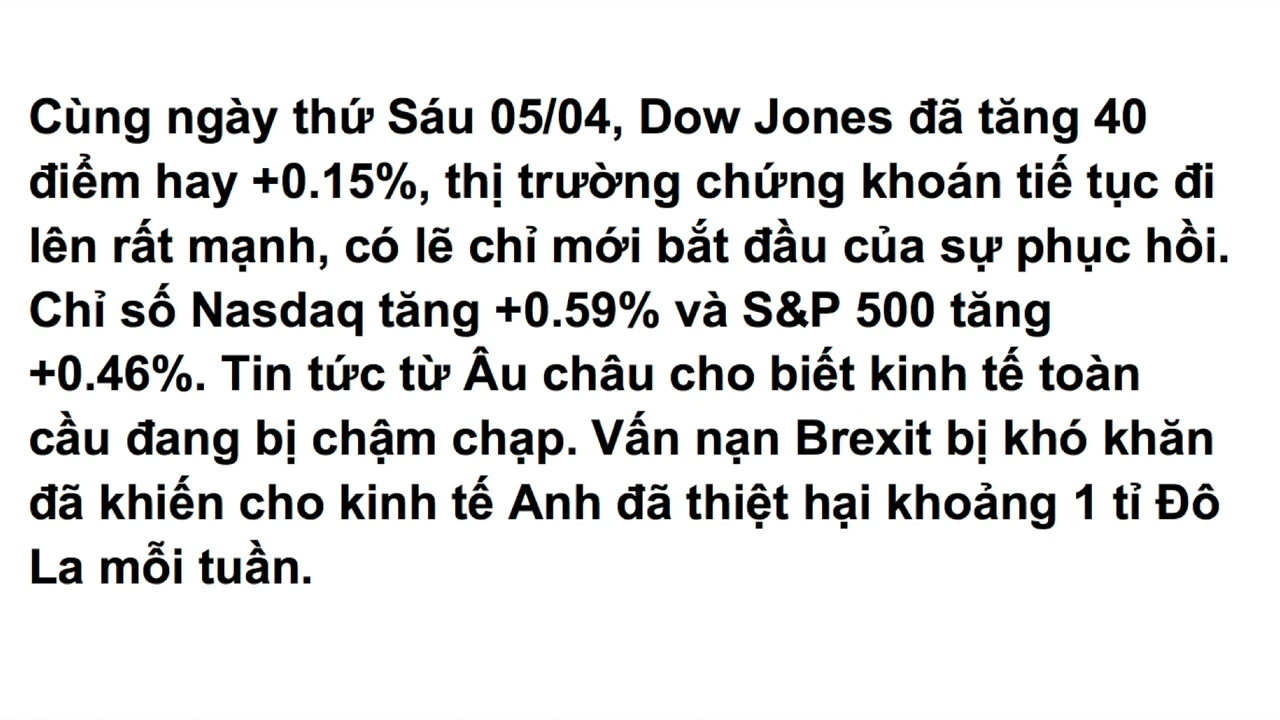 Cùng ngày thứ Sáu 05/04, Dow Jones đã tăng 40
điểm hay +0.15%, thị trường chứng khoán tiế tục đi
lên rất mạnh, có lẽ chỉ mới bắt đầu của sự phục hồi.
Chỉ số Nasdaq tăng +0.59% và S&P 500 tăng
+0.46%. Tin tức từ Âu châu cho biết kinh tế toàn
cầu đang bị chậm chạp. Vấn nạn Brexit bị khó khăn
đã khiến cho kinh tế Anh đã thiệt hại khoảng 1 tỉ Đô
La mỗi tuần.